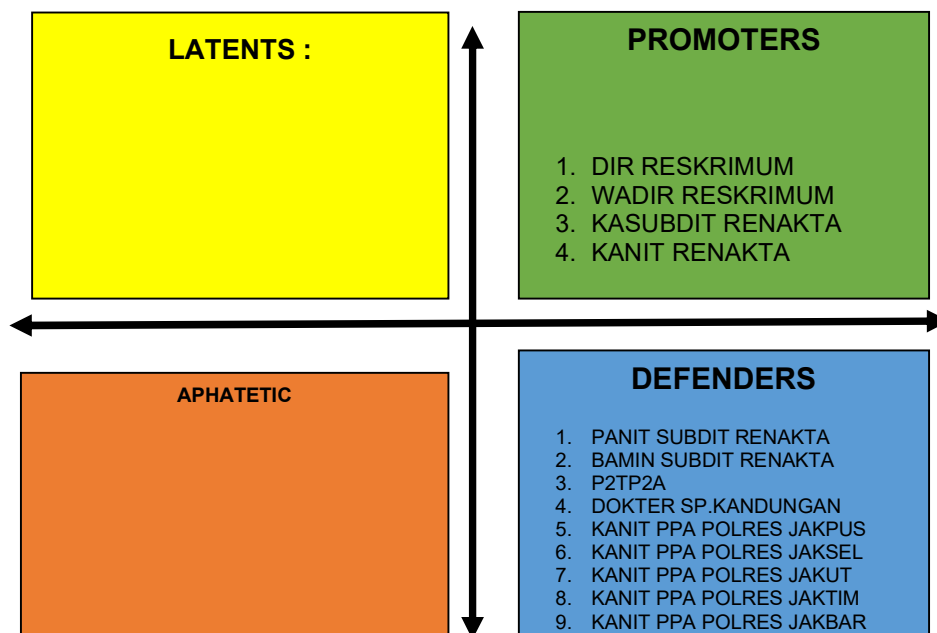 LATENTS :
PROMOTERS
1. DIR RESKRIMUM
2. WADIR RESKRIMUM
3. KASUBDIT RENAKTA
4. KANIT RENAKTA
APHATETIC
DEFENDERS
1. PANIT SUBDIT RENAKTA
2. BAMIN SUBDIT RENAKTA
3. P2TP2A
4. DOKTER SP.KANDUNGAN
5. KANIT PPA POLRES JAKPUS
6. KANIT PPA POLRES JAKSEL
7. KANIT PPA POLRES JAKUT
8. KANIT PPA POLRES JAKTIM
9. KANIT PPA POLRES JAKBAR